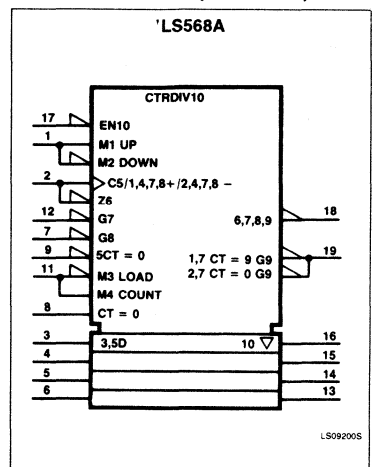 'LS568A
CTRDIV10
17 EN10
1 M1 UP
M2 DOWN
2 C5/1,4,7,8+/2,4,7,8 −
Z6
12 G7 6,7,8,9 18
7 G8
9 5CT = 0 1,7 CT = 9 G9 19
11 M3 LOAD 2,7 CT = 0 G9
M4 COUNT
8 CT = 0
3 3,5D 10 ▽ 16
4 15
5 14
6 13
LS09200S